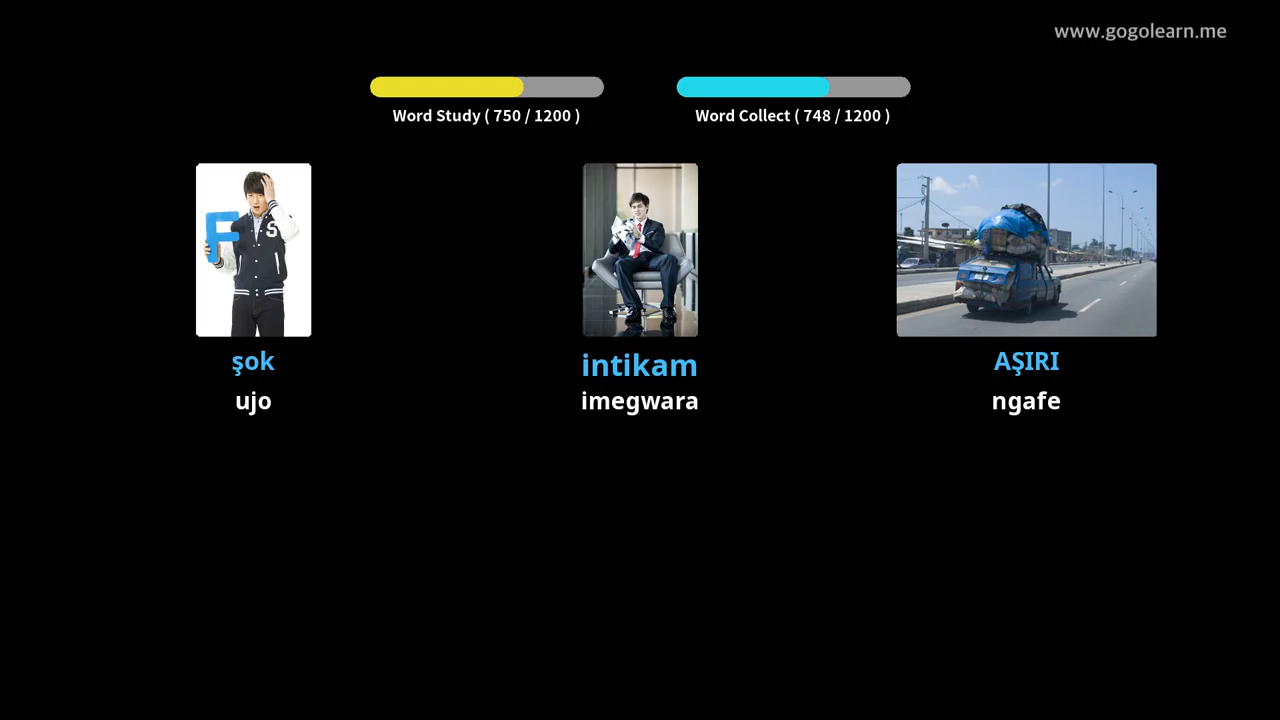 www.gogolearn.me
Word Study ( 750 / 1200 )
Word Collect ( 748 / 1200 )
F
S
şok
intikam
AŞIRI
ujo
imegwara
ngafe